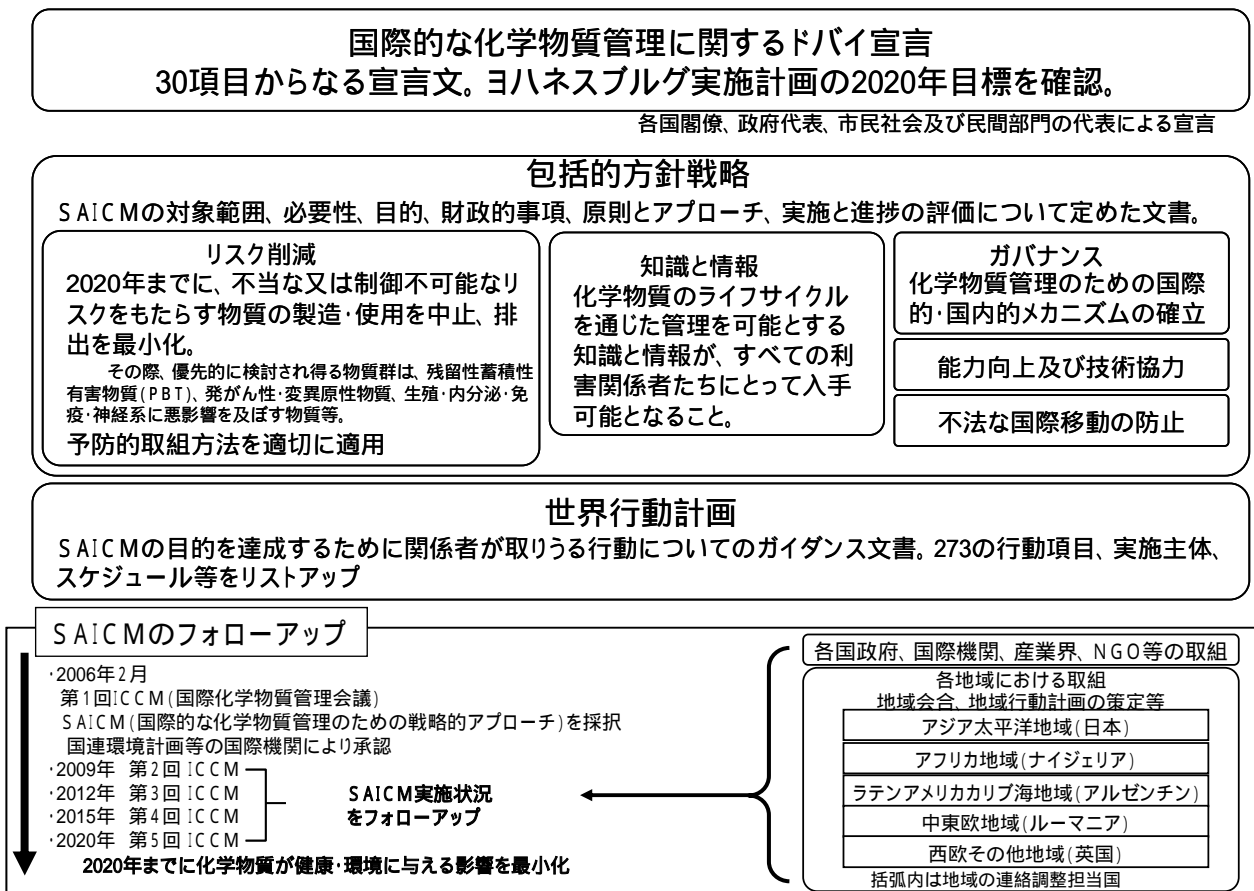 国際的な化学物質管理に関するドバイ宣言
30項目からなる宣言文。ヨハネスブルグ実施計画の2020年目標を確認。
各国閣僚、政府代表、市民社会及び民間部門の代表による宣言
包括的方針戦略
SAICMの対象範囲、必要性、目的、財政的事項、原則とアプローチ、実施と進捗の評価について定めた文書。
リスク削減
2020年までに、不当な又は制御不可能なリ
スクをもたらす物質の製造・使用を中止、排
出を最小化。
その際、優先的に検討され得る物質群は、残留性蓄積性
有害物質(PBT)、発がん性・変異原性物質、生殖・内分泌・免
疫・神経系に悪影響を及ぼす物質等。
予防的取組方法を適切に適用
知識と情報
化学物質のライフサイクル
を通じた管理を可能とする
知識と情報が、すべての利
害関係者たちにとって入手
可能となること。
ガバナンス
化学物質管理のための国際
的・国内的メカニズムの確立
能力向上及び技術協力
不法な国際移動の防止
世界行動計画
SAICMの目的を達成するために関係者が取りうる行動についてのガイダンス文書。273の行動項目、実施主体、
スケジュール等をリストアップ
SAICMのフォローアップ
・2006年2月
第1回ICCM(国際化学物質管理会議)
SAICM(国際的な化学物質管理のための戦略的アプローチ)を採択
国連環境計画等の国際機関により承認
・2009年 第2回ICCM
・2012年 第3回ICCM
・2015年 第4回ICCM
・2020年 第5回ICCM
SAICM実施状況
をフォローアップ
2020年までに化学物質が健康・環境に与える影響を最小化
各国政府、国際機関、産業界、NGO等の取組
各地域における取組
地域会合、地域行動計画の策定等
アジア太平洋地域(日本)
アフリカ地域(ナイジェリア)
ラテンアメリカカリブ海地域(アルゼンチン)
中東欧地域(ルーマニア)
西欧その他地域(英国)
括弧内は地域の連絡調整担当国